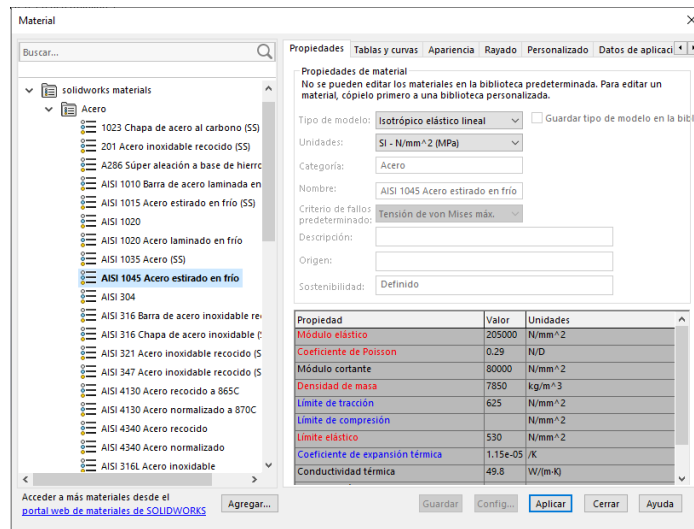 Material
Buscar...
solidworks materials
Acero
1023 Chapa de acero al carbono (SS)
201 Acero inoxidable recocido (SS)
A286 Súper aleación a base de hierro
AISI 1010 Barra de acero laminada en
AISI 1015 Acero estirado en frío (SS)
AISI 1020
AISI 1020 Acero laminado en frío
AISI 1035 Acero (SS)
AISI 1045 Acero estirado en frío
AISI 304
AISI 316 Barra de acero inoxidable re
AISI 316 Chapa de acero inoxidable (
AISI 321 Acero inoxidable recocido (S
AISI 347 Acero inoxidable recocido (S
AISI 4130 Acero recocido a 865C
AISI 4130 Acero normalizado a 870C
AISI 4340 Acero recocido
AISI 4340 Acero normalizado
AISI 316L Acero inoxidable
Acceder a más materiales desde el
portal web de materiales de SOLIDWORKS
Agregar...
Propiedades Tablas y curvas Apariencia Rayado Personalizado Datos de aplicaci
Propiedades de material
No se pueden editar los materiales en la biblioteca predeterminada. Para editar un
material, cópielo primero a una biblioteca personalizada.
Tipo de modelo: Isotrópico elástico lineal Guardar tipo de modelo en la bibl
Unidades: SI - N/mm^2 (MPa)
Categoría: Acero
Nombre: AISI 1045 Acero estirado en frío
Criterio de fallos
predeterminado: Tensión de von Mises máx.
Descripción:
Origen:
Sostenibilidad: Definido
Propiedad Valor Unidades
Módulo elástico 205000 N/mm^2
Coeficiente de Poisson 0.29 N/D
Módulo cortante 80000 N/mm^2
Densidad de masa 7850 kg/m^3
Límite de tracción 625 N/mm^2
Límite de compresión N/mm^2
Límite elástico 530 N/mm^2
Coeficiente de expansión térmica 1.15e-05 /K
Conductividad térmica 49.8 W/(m·K)
Guardar Config... Aplicar Cerrar Ayuda